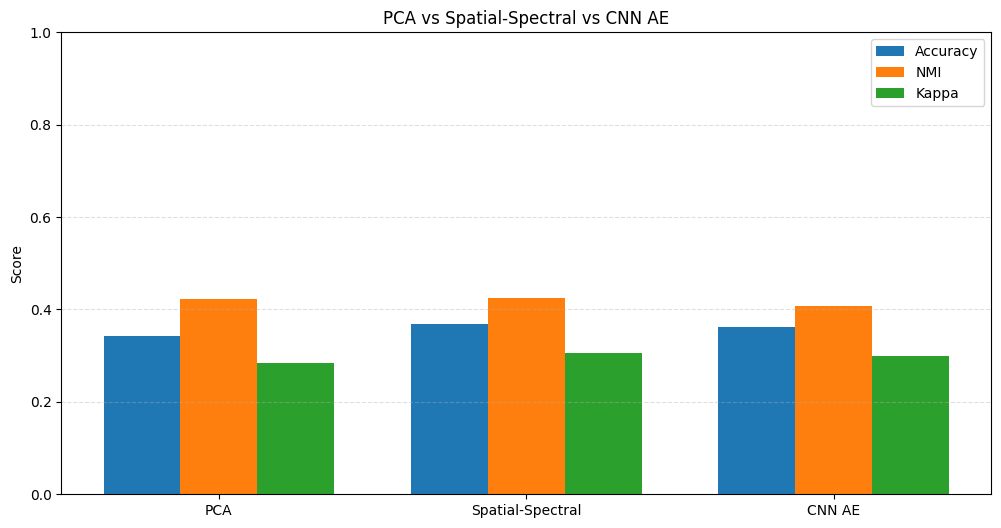 PCA vs Spatial-Spectral vs CNN AE
1.0
0.8
0.6
0.4
0.2
0.0
Score
Accuracy
NMI
Kappa
PCA
Spatial-Spectral
CNN AE